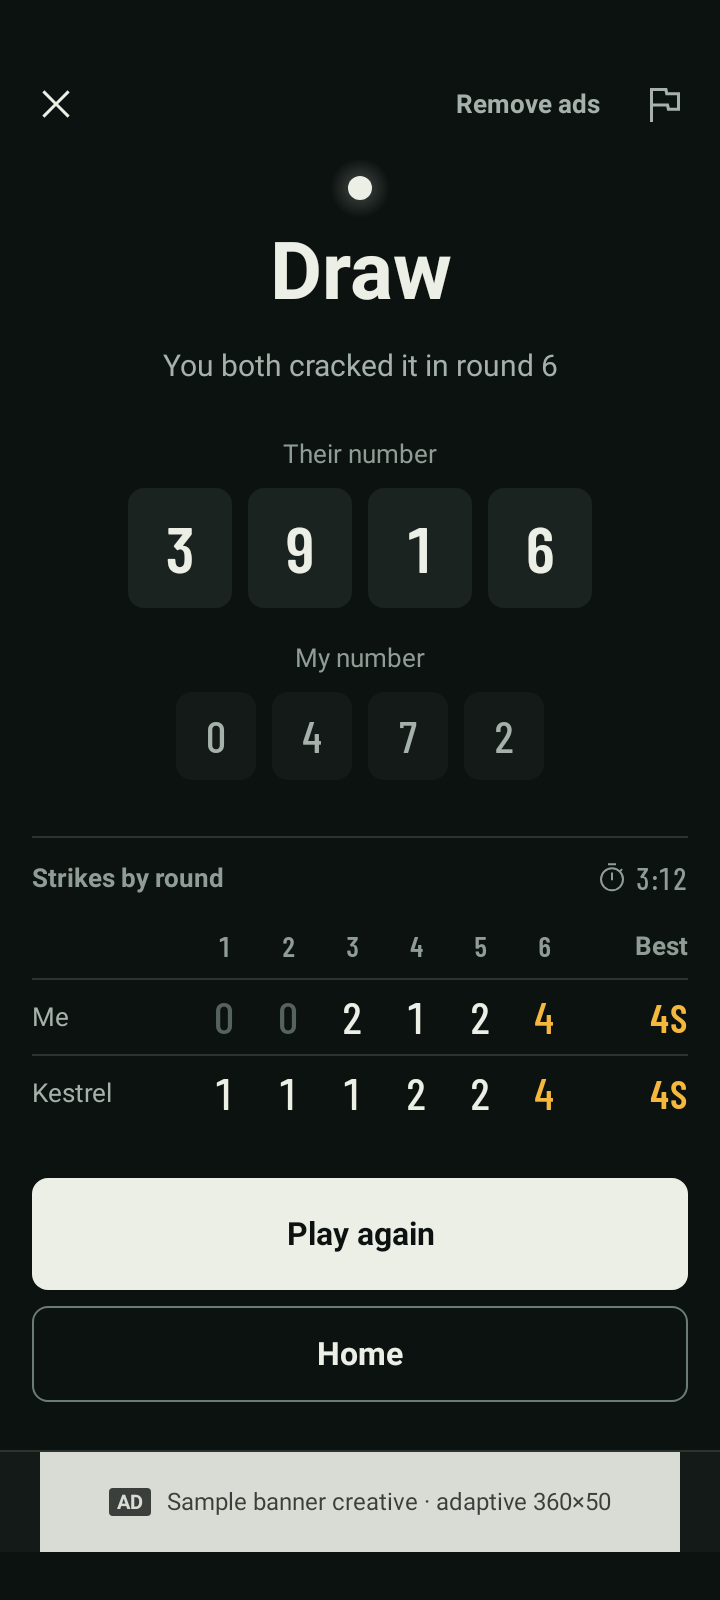 Remove ads
Draw
You both cracked it in round 6
Their number
3 9 1 6
My number
0 4 7 2
Strikes by round 3:12
1 2 3 4 5 6 Best
Me 0 0 2 1 2 4 4S
Kestrel 1 1 1 2 2 4 4S
Play again
Home
AD Sample banner creative · adaptive 360×50